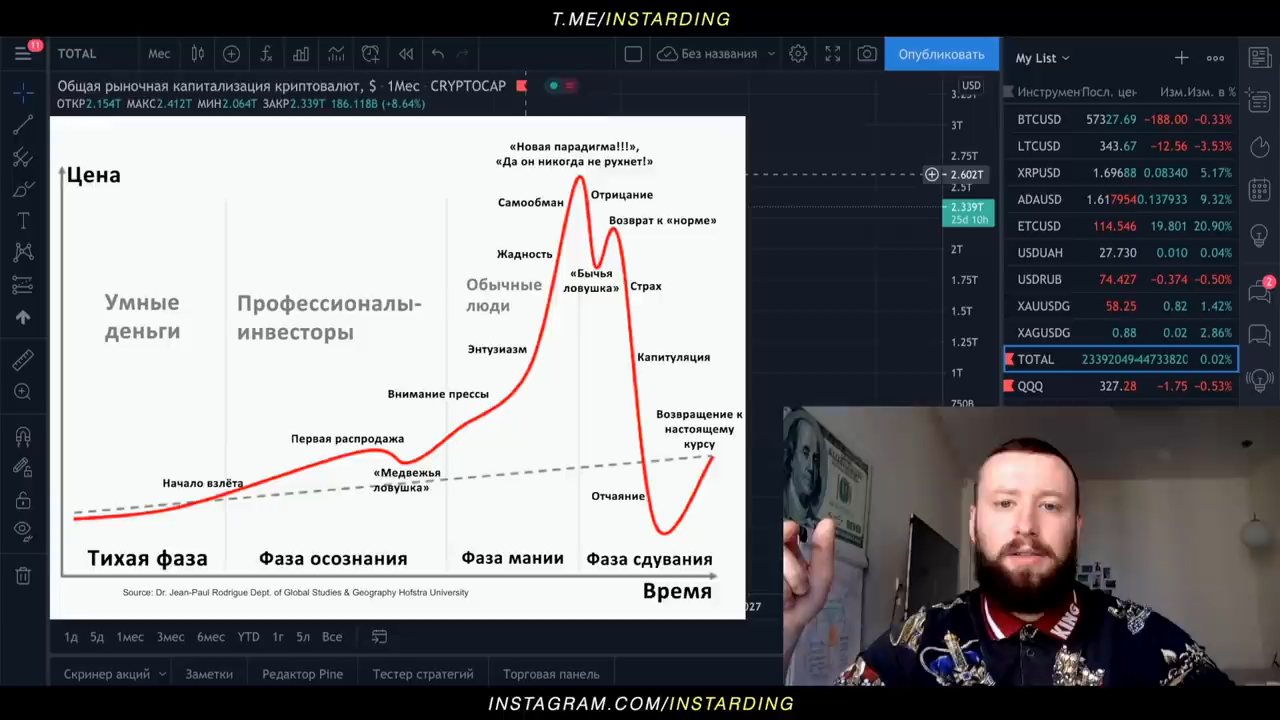 T.ME/INSTARDING
11
TOTAL
Мес
Без названия
Опубликовать
My List
Общая рыночная капитализация криптовалют, $ · 1Мес CRYPTOCAP
ОТКР2.154T МАКС2.412T МИН2.064T ЗАКР2.339T 186.118B (+8.64%)
USD
3T
2.75T
2.602T
2.5T
2.339T
25d 10h
2T
1.75T
1.5T
1.25T
1T
750B
Изм. Изм. в %
BTCUSD 57327.69 −188.00 −0.33%
LTCUSD 343.67 −12.56 −3.53%
XRPUSD 1.69688 0.08340 5.17%
ADAUSD 1.617954 0.137933 9.32%
ETCUSD 114.546 19.801 20.90%
USDUAH 27.730 0.010 0.04%
USDRUB 74.427 −0.374 −0.50%
XAUUSDG 58.25 0.82 1.42%
XAGUSDG 0.88 0.02 2.86%
TOTAL 0.02%
QQQ 327.28 −1.75 −0.53%
2
Цена
«Новая парадигма!!!»,
«Да он никогда не рухнет!»
Самообман
Отрицание
Возврат к «норме»
Жадность
«Бычья
ловушка»
Страх
Умные
деньги
Профессионалы-
инвесторы
Обычные
люди
Энтузиазм
Капитуляция
Внимание прессы
Возвращение к
настоящему
курсу
Первая распродажа
«Медвежья
ловушка»
Начало взлёта
Отчаяние
Тихая фаза
Фаза осознания
Фаза мании
Фаза сдувания
Время
Source: Dr. Jean-Paul Rodrigue Dept. of Global Studies & Geography Hofstra University
1д 5д 1мес 3мес 6мес YTD 1г 5л Все
Скринер акций
Заметки
Редактор Pine
Тестер стратегий
Торговая панель
KING
INSTAGRAM.COM/INSTARDING